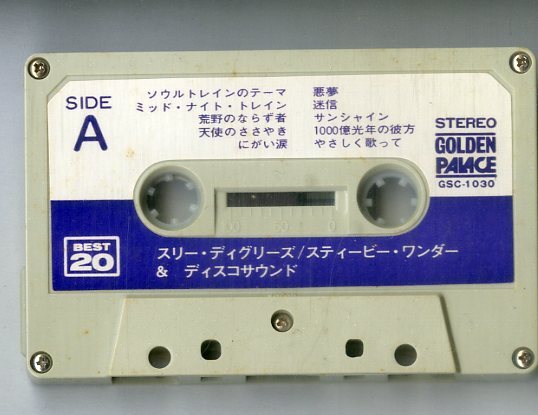 SIDE
A
ソウルトレインのテーマ
ミッド・ナイト・トレイン
荒野のならず者
天使のささやき
にがい涙
悪夢
迷信
サンシャイン
1000億光年の彼方
やさしく歌って
STEREO
GOLDEN
PALACE
GSC-1030
100 50 0
BEST
20
スリー・ディグリーズ/スティービー・ワンダー
& ディスコサウンド